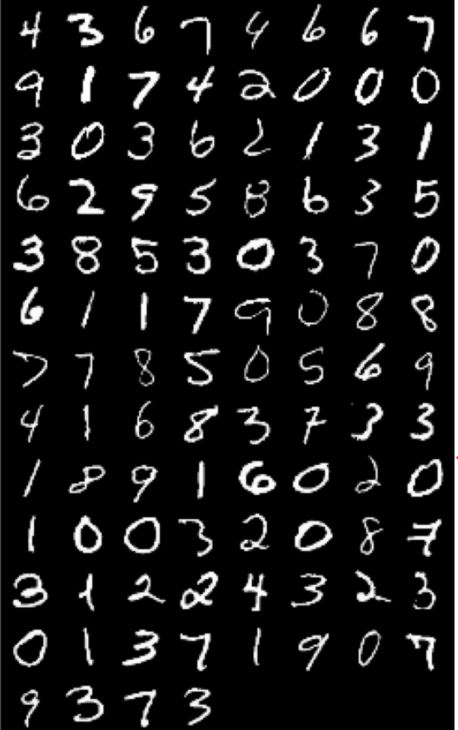 4 3 6 7 4 6 6 7
9 1 7 4 2 0 0 0
3 0 3 6 2 1 3 1
6 2 9 5 8 6 3 5
3 8 5 3 0 3 7 0
6 1 1 7 9 0 8 8
7 7 8 5 0 5 6 9
4 1 6 8 3 7 3 3
1 8 9 1 6 0 2 0
1 0 0 3 2 0 8 7
3 1 2 2 4 3 2 3
0 1 3 7 1 9 0 7
9 3 7 3